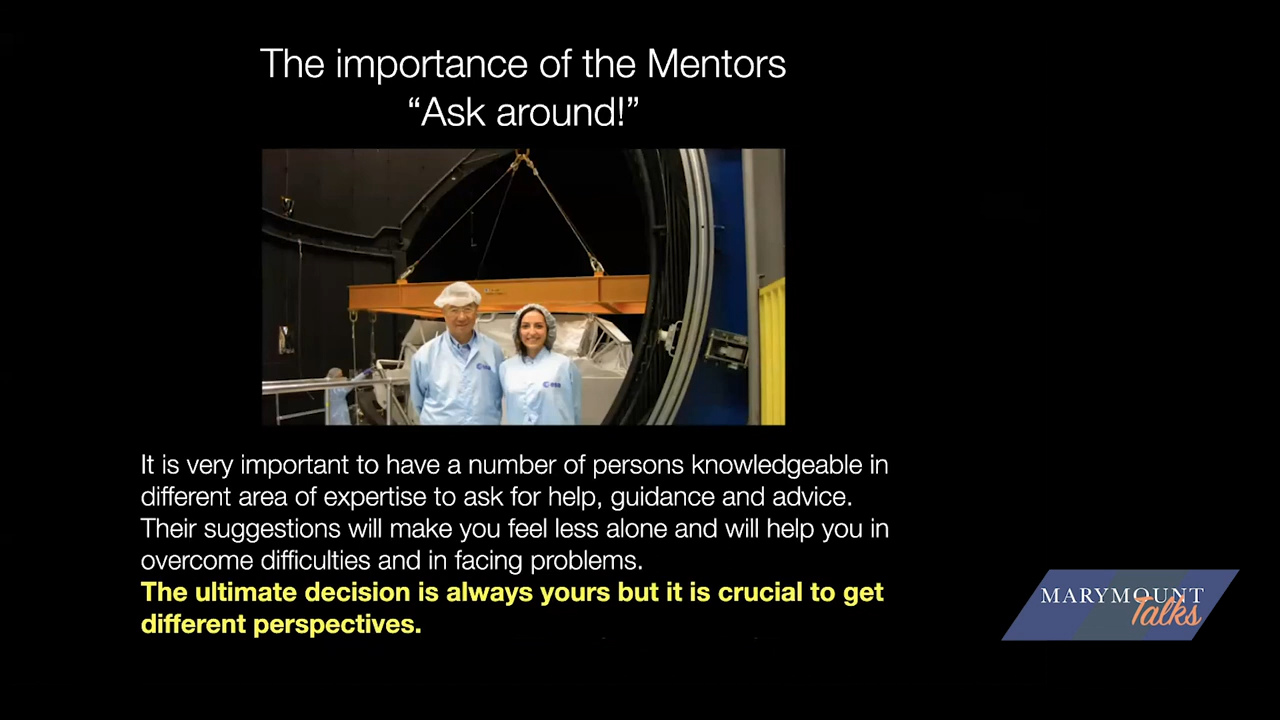 The importance of the Mentors
“Ask around!”
esa
esa
It is very important to have a number of persons knowledgeable in
different area of expertise to ask for help, guidance and advice.
Their suggestions will make you feel less alone and will help you in
overcome difficulties and in facing problems.
The ultimate decision is always yours but it is crucial to get
different perspectives.
MARYMOUNT
Talks